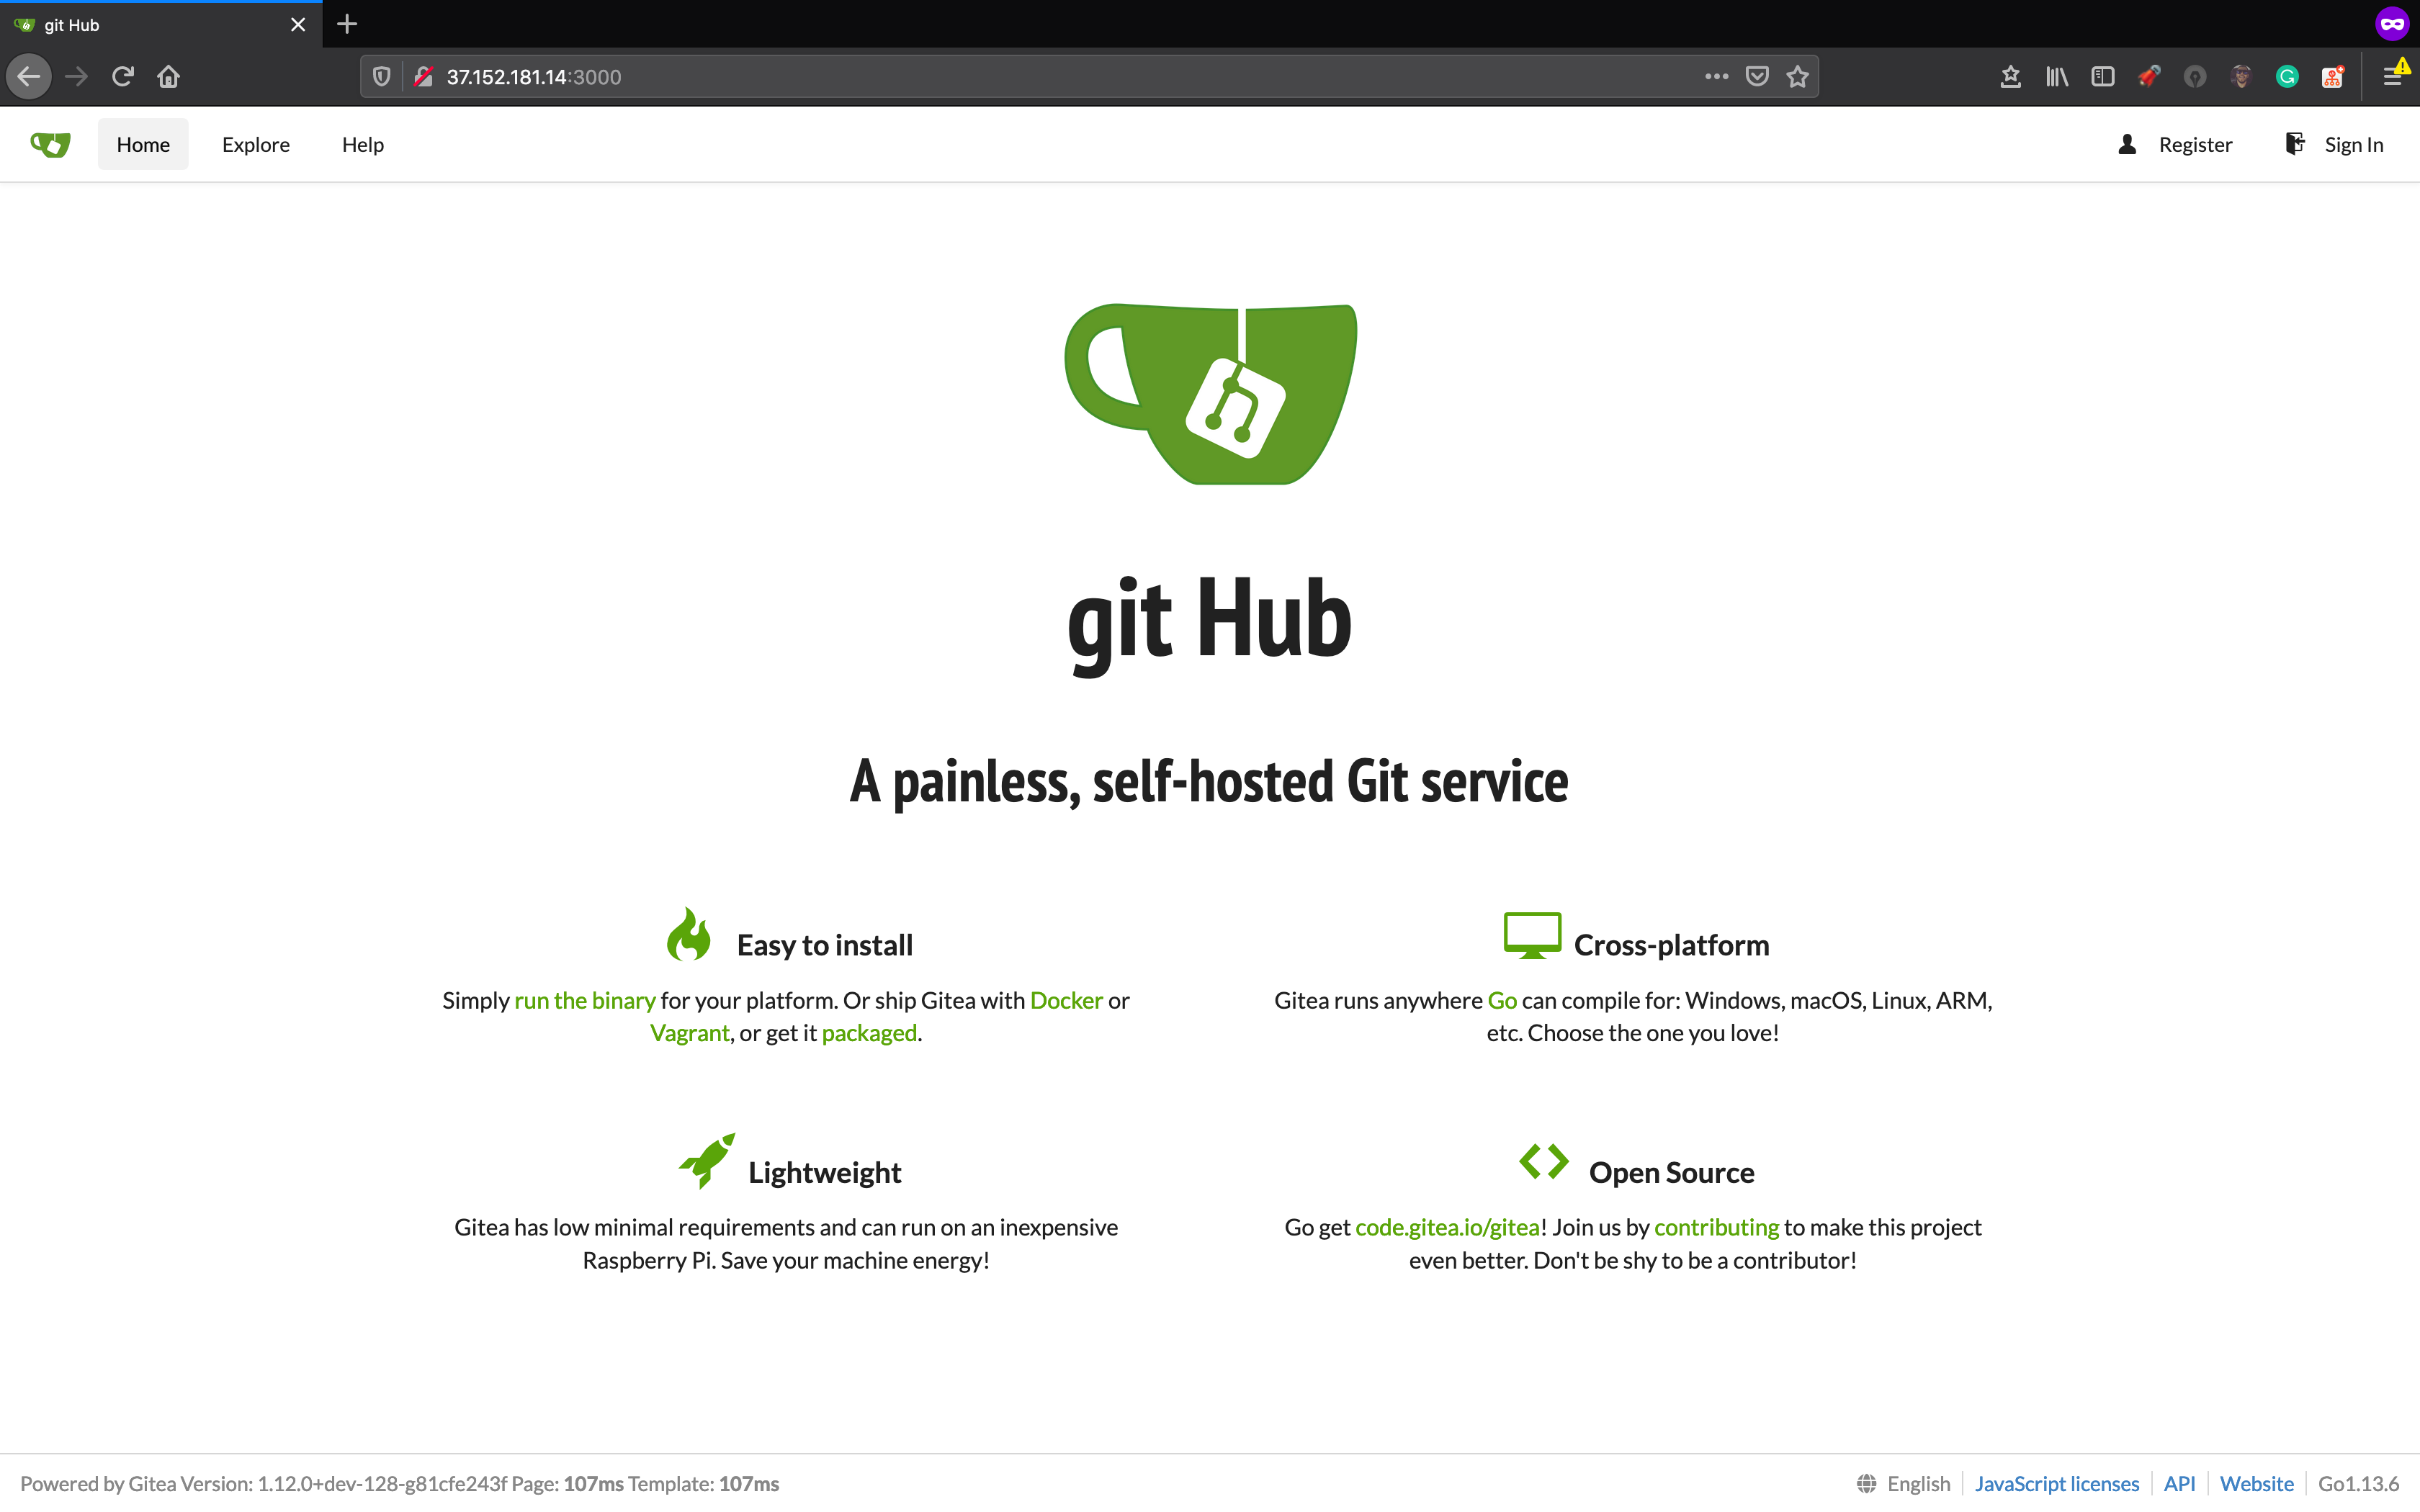 git Hub
37.152.181.14:3000
Home Explore Help Register Sign In
git Hub
A painless, self-hosted Git service
Easy to install
Simply run the binary for your platform. Or ship Gitea with Docker or
Vagrant, or get it packaged.
Cross-platform
Gitea runs anywhere Go can compile for: Windows, macOS, Linux, ARM,
etc. Choose the one you love!
Lightweight
Gitea has low minimal requirements and can run on an inexpensive
Raspberry Pi. Save your machine energy!
Open Source
Go get code.gitea.io/gitea! Join us by contributing to make this project
even better. Don't be shy to be a contributor!
Powered by Gitea Version: 1.12.0+dev-128-g81cfe243f Page: 107ms Template: 107ms
English JavaScript licenses API Website Go1.13.6